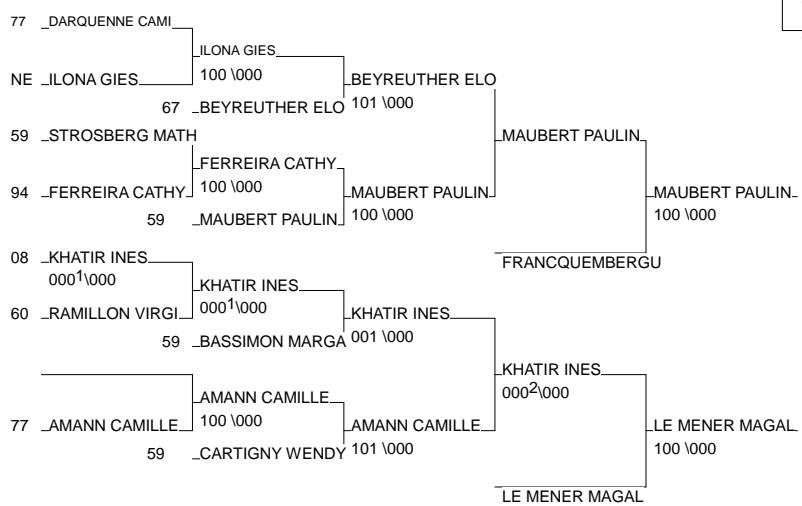 77 DARQUENNE CAMI
ILONA GIES
NE ILONA GIES 100 \000 BEYREUTHER ELO
67 BEYREUTHER ELO 101 \000
59 STROSBERG MATH MAUBERT PAULIN
FERREIRA CATHY
94 FERREIRA CATHY 100 \000 MAUBERT PAULIN MAUBERT PAULIN
59 MAUBERT PAULIN 100 \000 100 \000
08 KHATIR INES FRANCQUEMBERGU
0001\000 KHATIR INES
60 RAMILLON VIRGI 0001\000 KHATIR INES
59 BASSIMON MARGA 001 \000
KHATIR INES
AMANN CAMILLE 0002\000
77 AMANN CAMILLE 100 \000 AMANN CAMILLE LE MENER MAGAL
59 CARTIGNY WENDY 101 \000 100 \000
LE MENER MAGAL